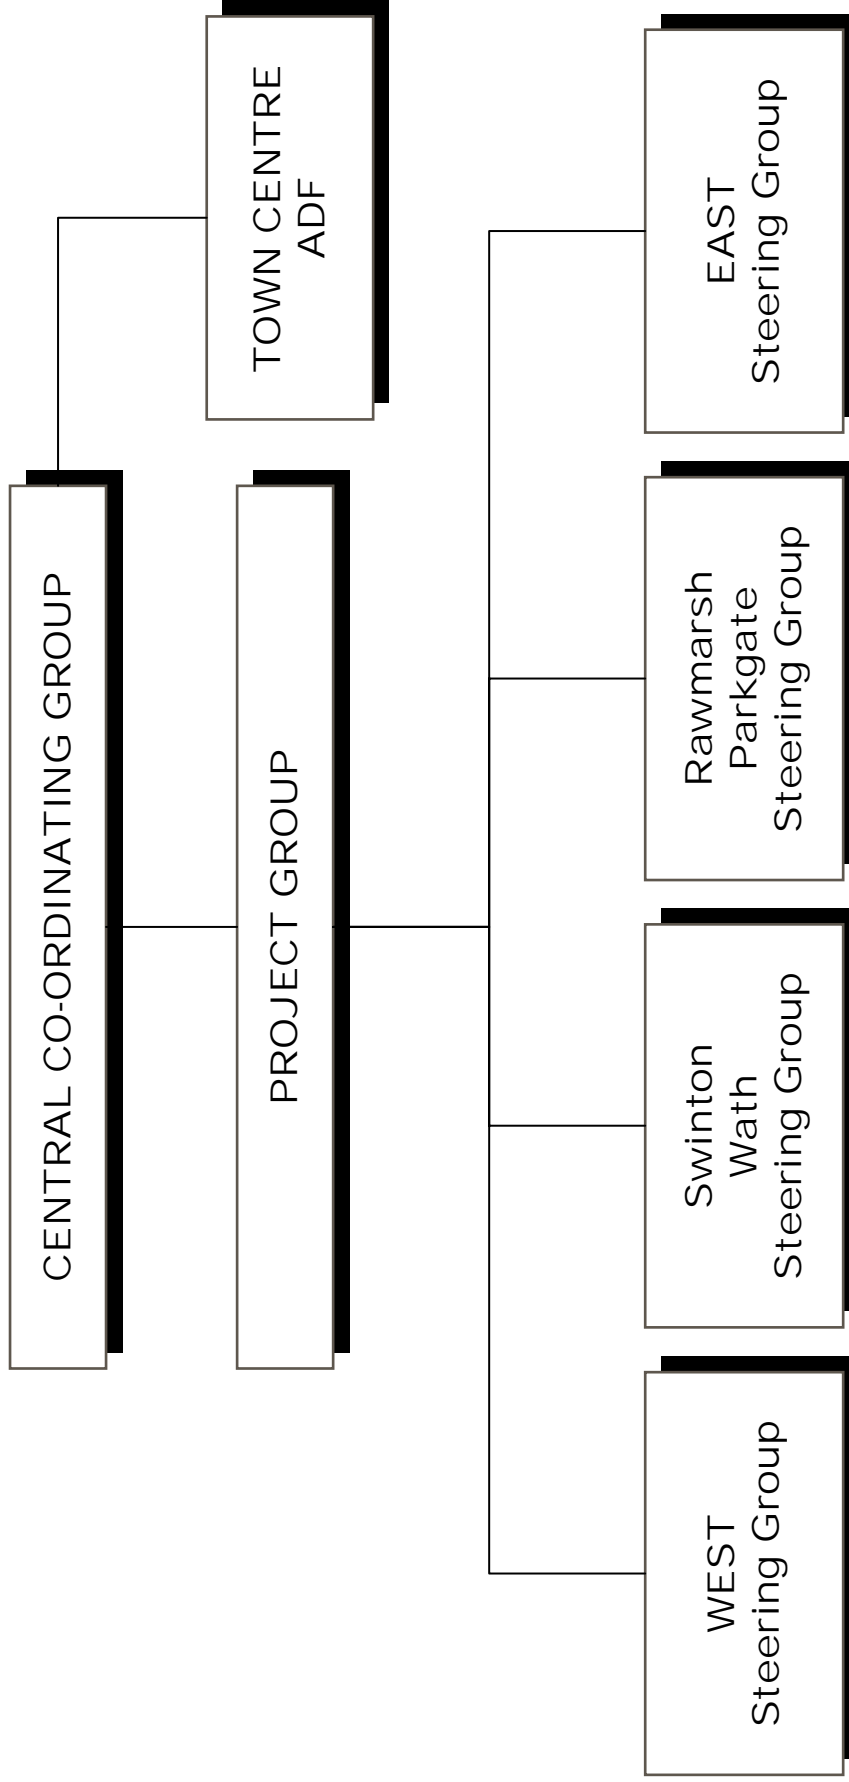 CENTRAL CO-ORDINATING GROUP
TOWN CENTRE
ADF
PROJECT GROUP
WEST
Steering Group
Swinton
Wath
Steering Group
Rawmarsh
Parkgate
Steering Group
EAST
Steering Group